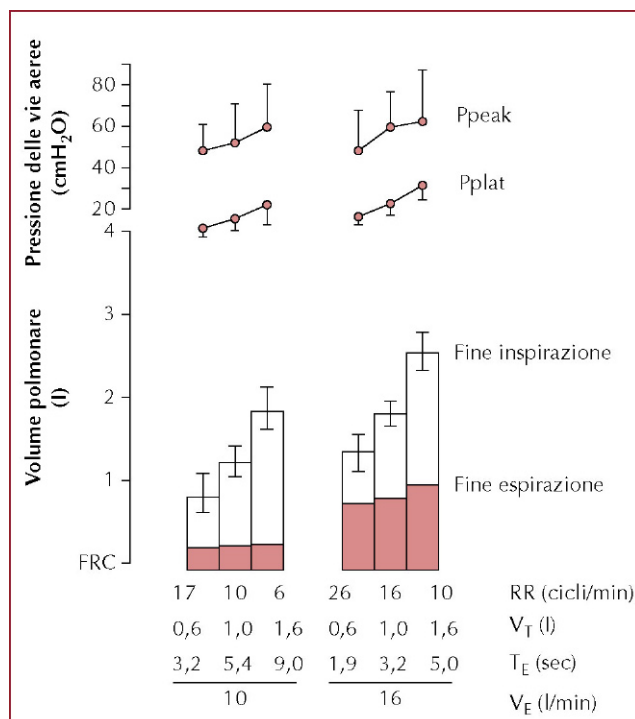 Pressione delle vie aeree
(cmH₂O)
80
60
40
20
Ppeak
Pplat
Volume polmonare
(l)
4
3
2
1
FRC
Fine inspirazione
Fine espirazione
17 10 6 26 16 10 RR (cicli/min)
0,6 1,0 1,6 0,6 1,0 1,6 V_T (l)
3,2 5,4 9,0 1,9 3,2 5,0 T_E (sec)
10 16 V_E (l/min)